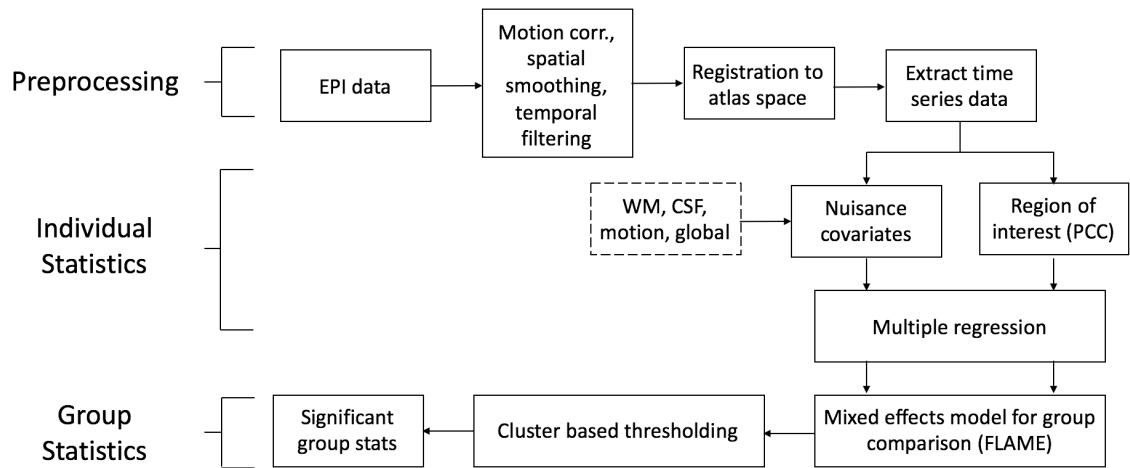 Preprocessing
EPI data
Motion corr.,
spatial
smoothing,
temporal
filtering
Registration to
atlas space
Extract time
series data
Individual
Statistics
WM, CSF,
motion, global
Nuisance
covariates
Region of
interest (PCC)
Multiple regression
Group
Statistics
Significant
group stats
Cluster based thresholding
Mixed effects model for group
comparison (FLAME)